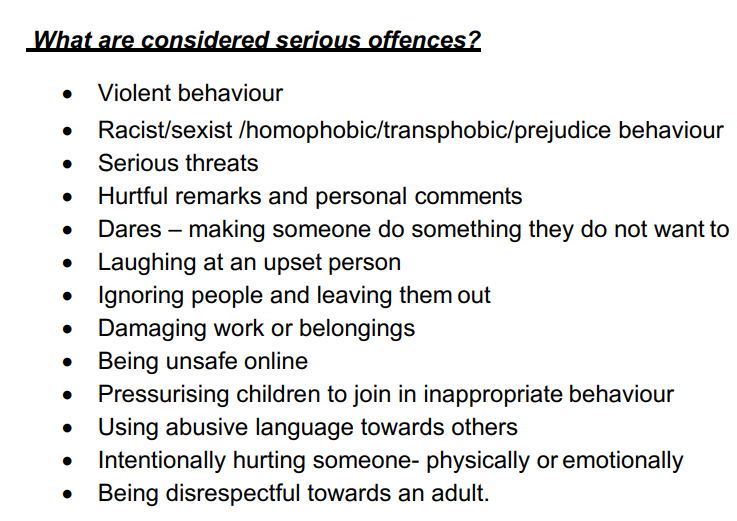 What are considered serious offences?
• Violent behaviour
• Racist/sexist /homophobic/transphobic/prejudice behaviour
• Serious threats
• Hurtful remarks and personal comments
• Dares – making someone do something they do not want to
• Laughing at an upset person
• Ignoring people and leaving them out
• Damaging work or belongings
• Being unsafe online
• Pressurising children to join in inappropriate behaviour
• Using abusive language towards others
• Intentionally hurting someone- physically or emotionally
• Being disrespectful towards an adult.